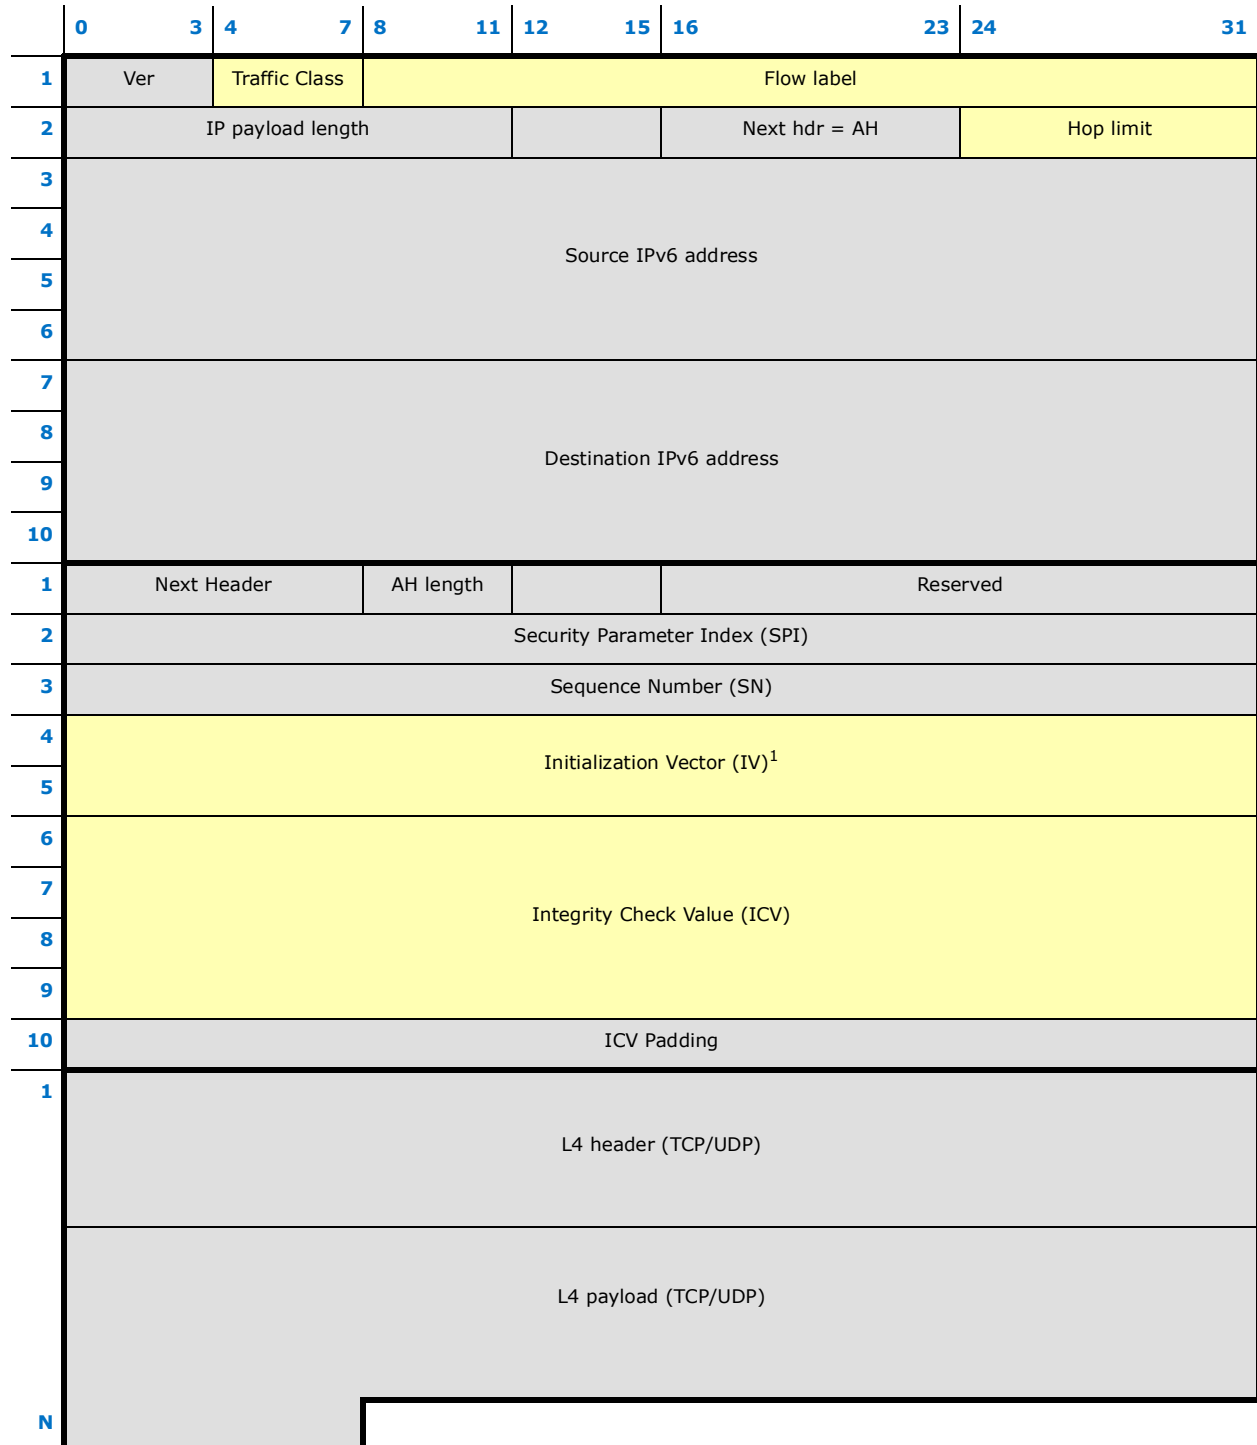 0 3 4 7 8 11 12 15 16 23 24 31
1 Ver Traffic Class Flow label
2 IP payload length Next hdr = AH Hop limit
3
4
Source IPv6 address
5
6
7
8
Destination IPv6 address
9
10
1 Next Header AH length Reserved
2 Security Parameter Index (SPI)
3 Sequence Number (SN)
4
Initialization Vector (IV)1
5
6
7
Integrity Check Value (ICV)
8
9
10 ICV Padding
1
L4 header (TCP/UDP)
L4 payload (TCP/UDP)
N